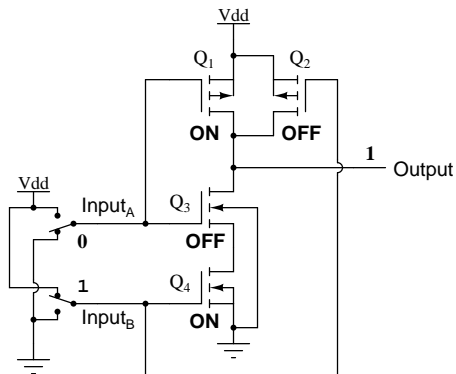 Vdd
Q1 Q2
ON OFF
1
Output
Vdd
InputA
Q3
0
OFF
Q4
1
InputB
ON